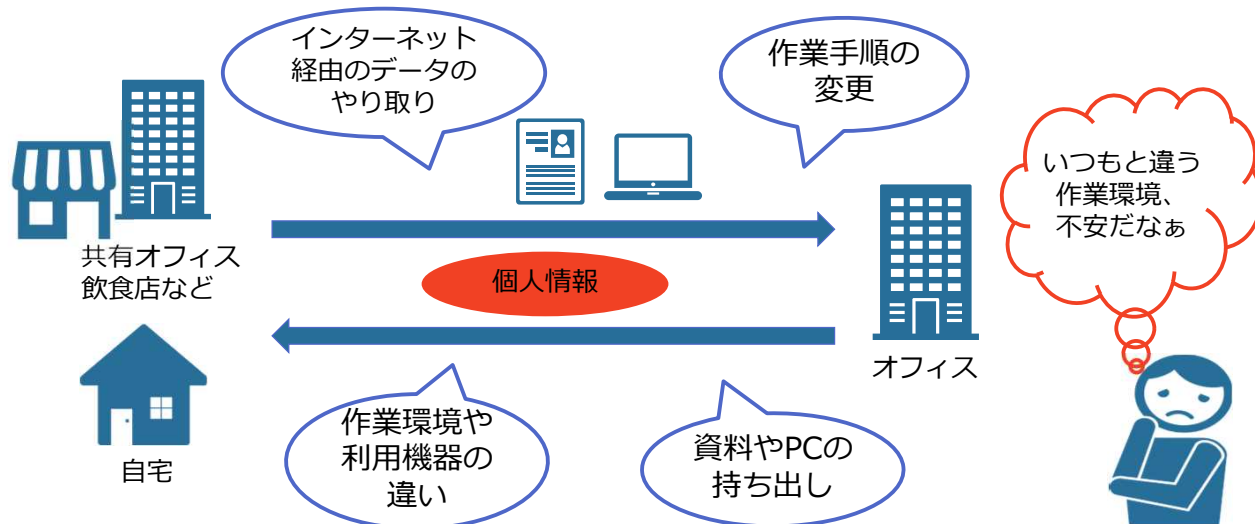 インターネット
経由のデータの
やり取り
作業手順の
変更
いつもと違う
作業環境、
不安だなぁ
共有オフィス
飲食店など
個人情報
オフィス
自宅
作業環境や
利用機器の
違い
資料やPCの
持ち出し